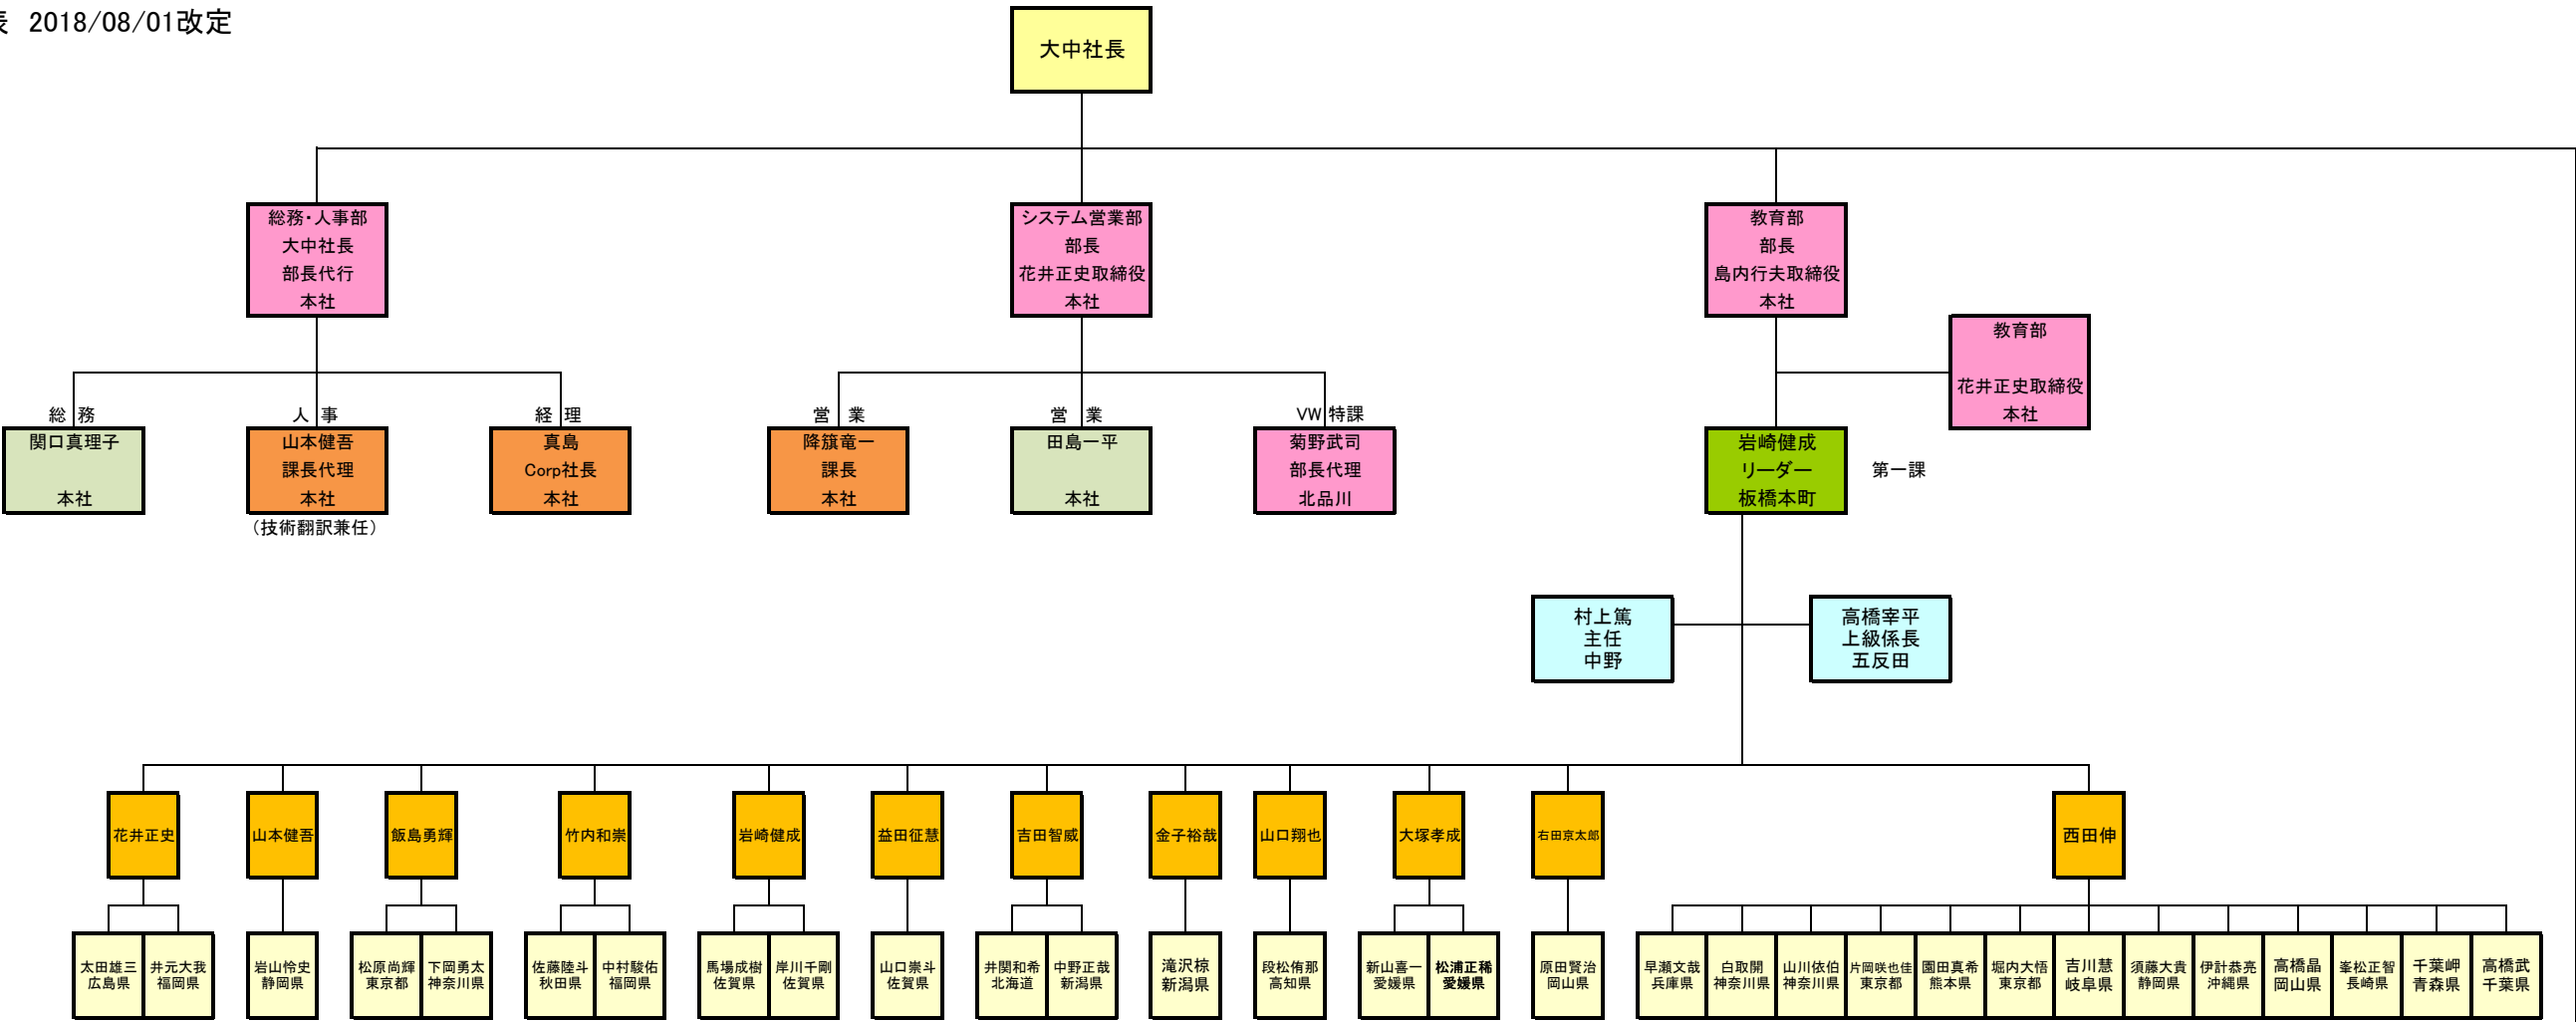 表 2018/08/01改定
大中社長
総務・人事部
大中社長
部長代行
本社
システム営業部
部長
花井正史取締役
本社
教育部
部長
島内行夫取締役
本社
教育部
花井正史取締役
本社
総務
関口真理子
本社
人事
山本健吾
課長代理
本社
(技術翻訳兼任)
経理
真島
Corp社長
本社
営業
降籏竜一
課長
本社
営業
田島一平
本社
VW特課
菊野武司
部長代理
北品川
岩崎健成
リーダー
板橋本町
第一課
村上篤
主任
中野
高橋宰平
上級係長
五反田
花井正史
山本健吾
飯島勇輝
竹内和崇
岩崎健成
益田征慧
吉田智威
金子裕哉
山口翔也
大塚孝成
右田京太郎
西田伸
太田雄三
広島県
井元大我
福岡県
岩山怜史
静岡県
松原尚輝
東京都
下岡勇太
神奈川県
佐藤陸斗
秋田県
中村駿佑
福岡県
馬場成樹
佐賀県
岸川千剛
佐賀県
山口崇斗
佐賀県
井関和希
北海道
中野正哉
新潟県
滝沢椋
新潟県
段松侑那
高知県
新山喜一
愛媛県
松浦正稀
愛媛県
原田賢治
岡山県
早瀬文哉
兵庫県
白取開
神奈川県
山川依伯
神奈川県
片岡咲也佳
東京都
園田真希
熊本県
堀内大悟
東京都
吉川慧
岐阜県
須藤大貴
静岡県
伊計恭亮
沖縄県
高橋晶
岡山県
峯松正智
長崎県
千葉岬
青森県
高橋武
千葉県